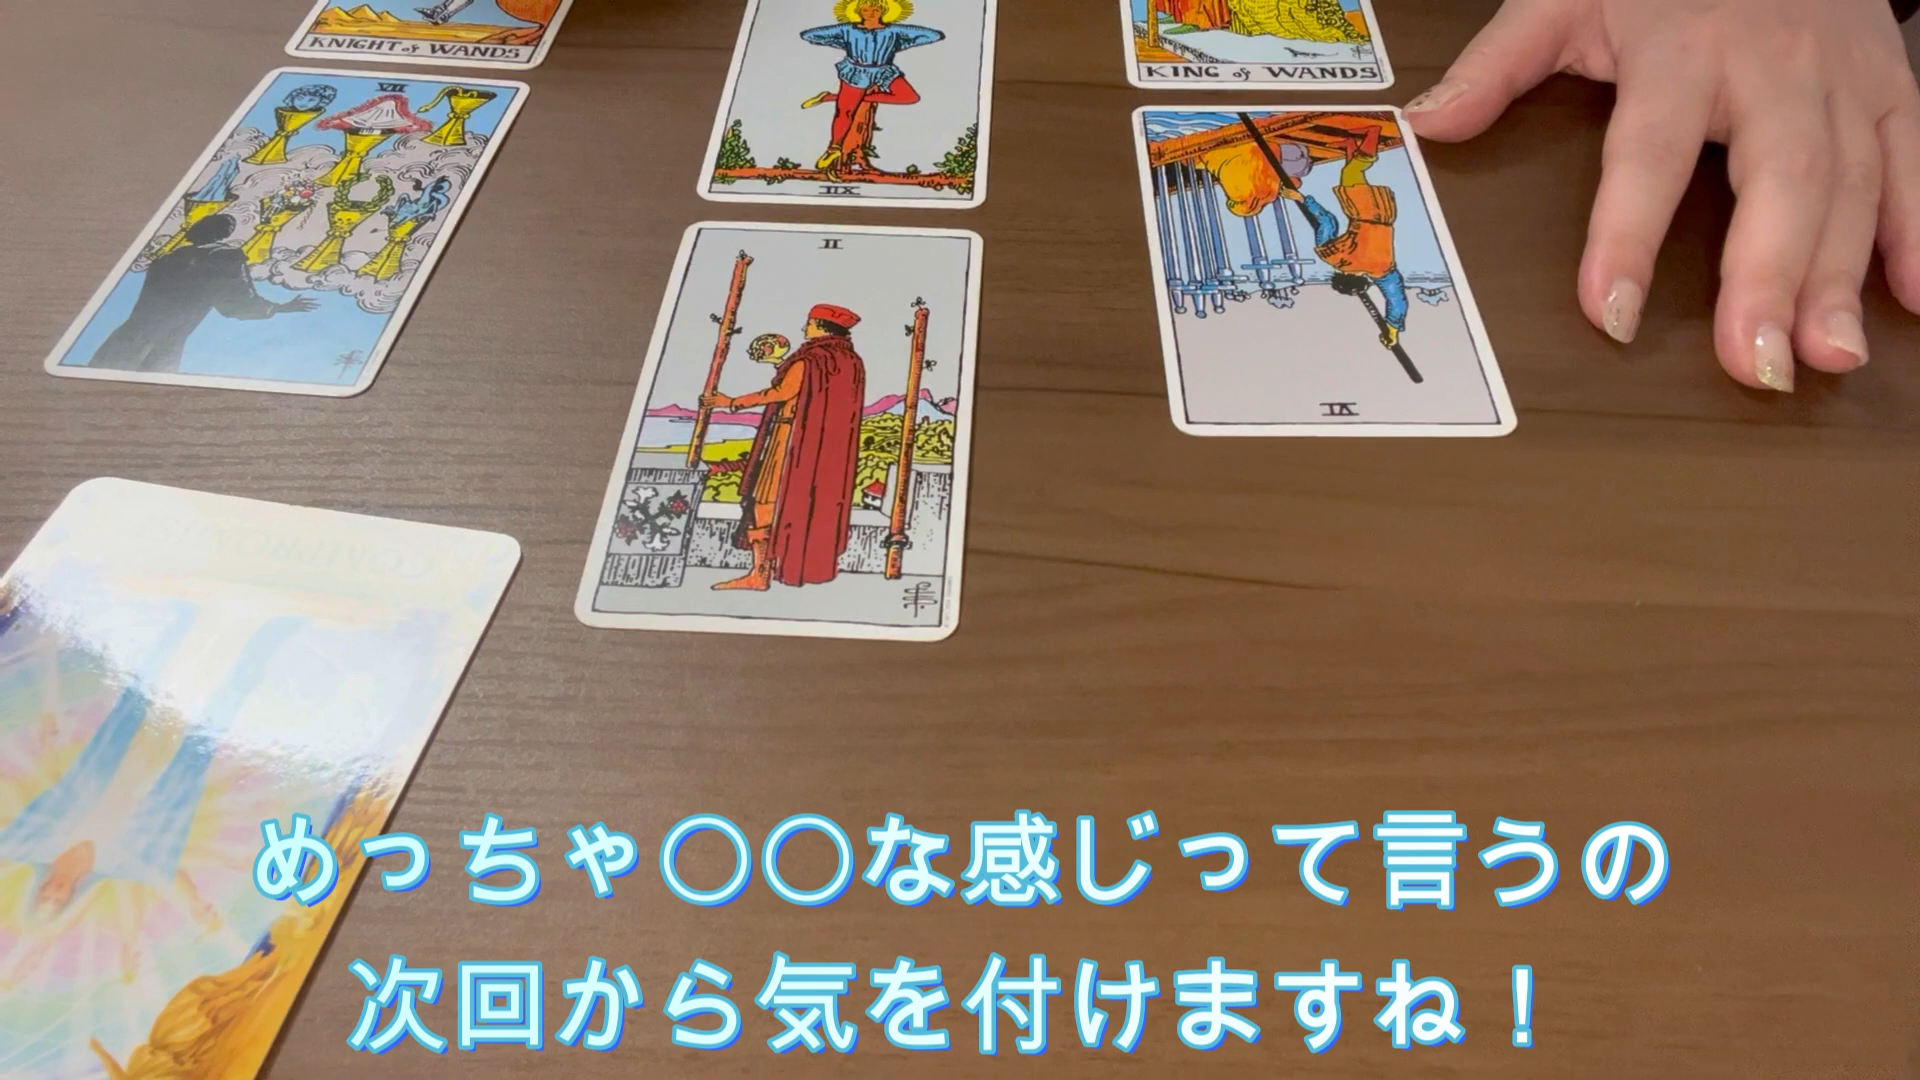 KNIGHT of WANDS
KING of WANDS
VII
XII
II
VI
めっちゃ〇〇な感じって言うの
次回から気を付けますね！